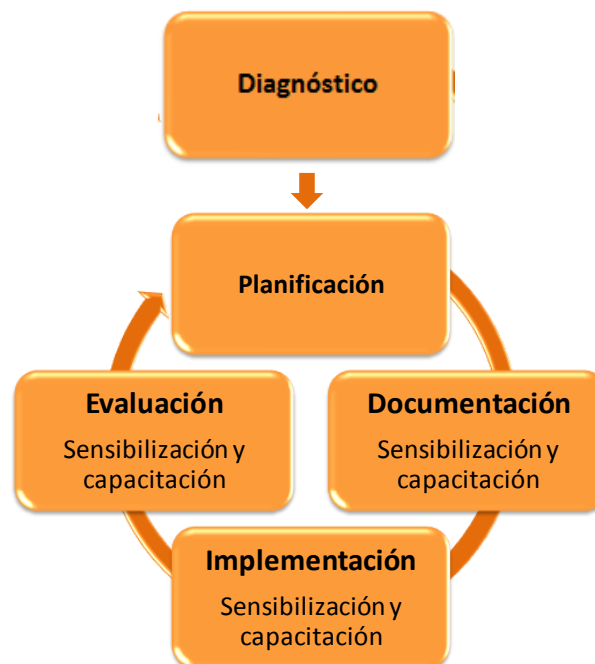 Diagnóstico
Planificación
Evaluación
Sensibilización y
capacitación
Documentación
Sensibilización y
capacitación
Implementación
Sensibilización y
capacitación